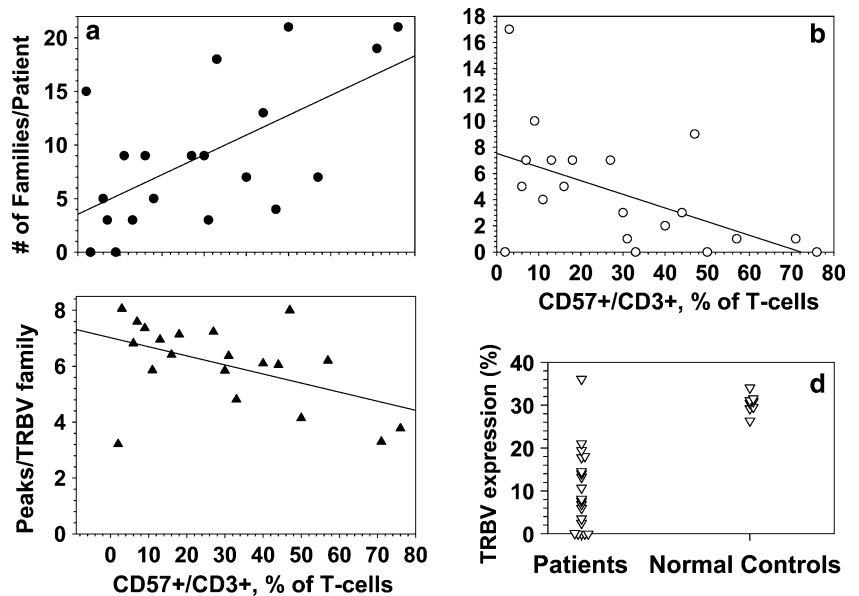 a
# of Families/Patient
20
15
10
5
0
b
18
16
14
12
10
8
6
4
2
0
0 10 20 30 40 50 60 70 80
CD57+/CD3+, % of T-cells
Peaks/TRBV family
8
6
4
2
0
0 10 20 30 40 50 60 70 80
CD57+/CD3+, % of T-cells
d
TRBV expression (%)
40
30
20
10
0
Patients Normal Controls